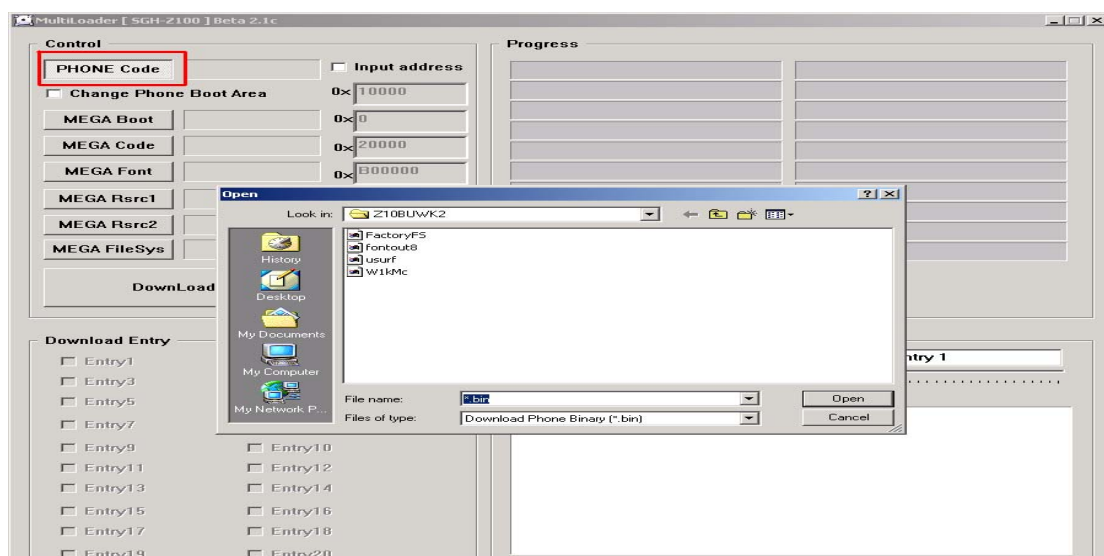 MultiLoader [ SGH-Z100 ] Beta 2.1c
Control
PHONE Code
Input address
Change Phone Boot Area
0x 10000
MEGA Boot
0x 0
MEGA Code
0x 20000
MEGA Font
0x B00000
MEGA Rsrc1
MEGA Rsrc2
MEGA FileSys
DownLoad
Progress
Open
Look in:
Z10BUWK2
History
Desktop
My Documents
My Computer
My Network P...
FactoryFS
fontout8
usurf
W1kMc
File name:
*.bin
Open
Files of type:
Download Phone Binary (*.bin)
Cancel
Download Entry
Entry1
Entry3
Entry5
Entry7
Entry9
Entry10
Entry11
Entry12
Entry13
Entry14
Entry15
Entry16
Entry17
Entry18
Entry19
Entry20
ntry 1